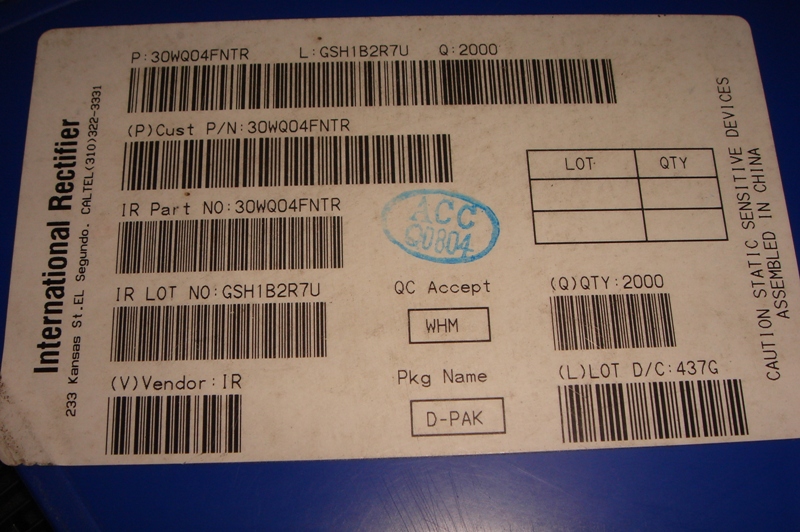 P:30WQ04FNTR L:GSH1B2R7U Q:2000
(P)Cust P/N:30WQ04FNTR
IR Part NO:30WQ04FNTR
IR LOT NO:GSH1B2R7U
(V)Vendor:IR
International Rectifier
233 Kansas St.EL Segundo. CALTEL(310)322-3331
ACC
G0804
QC Accept
WHM
Pkg Name
D-PAK
LOT QTY
(Q)QTY:2000
(L)LOT D/C:437G
CAUTION STATIC SENSITIVE DEVICES
ASSEMBLED IN CHINA